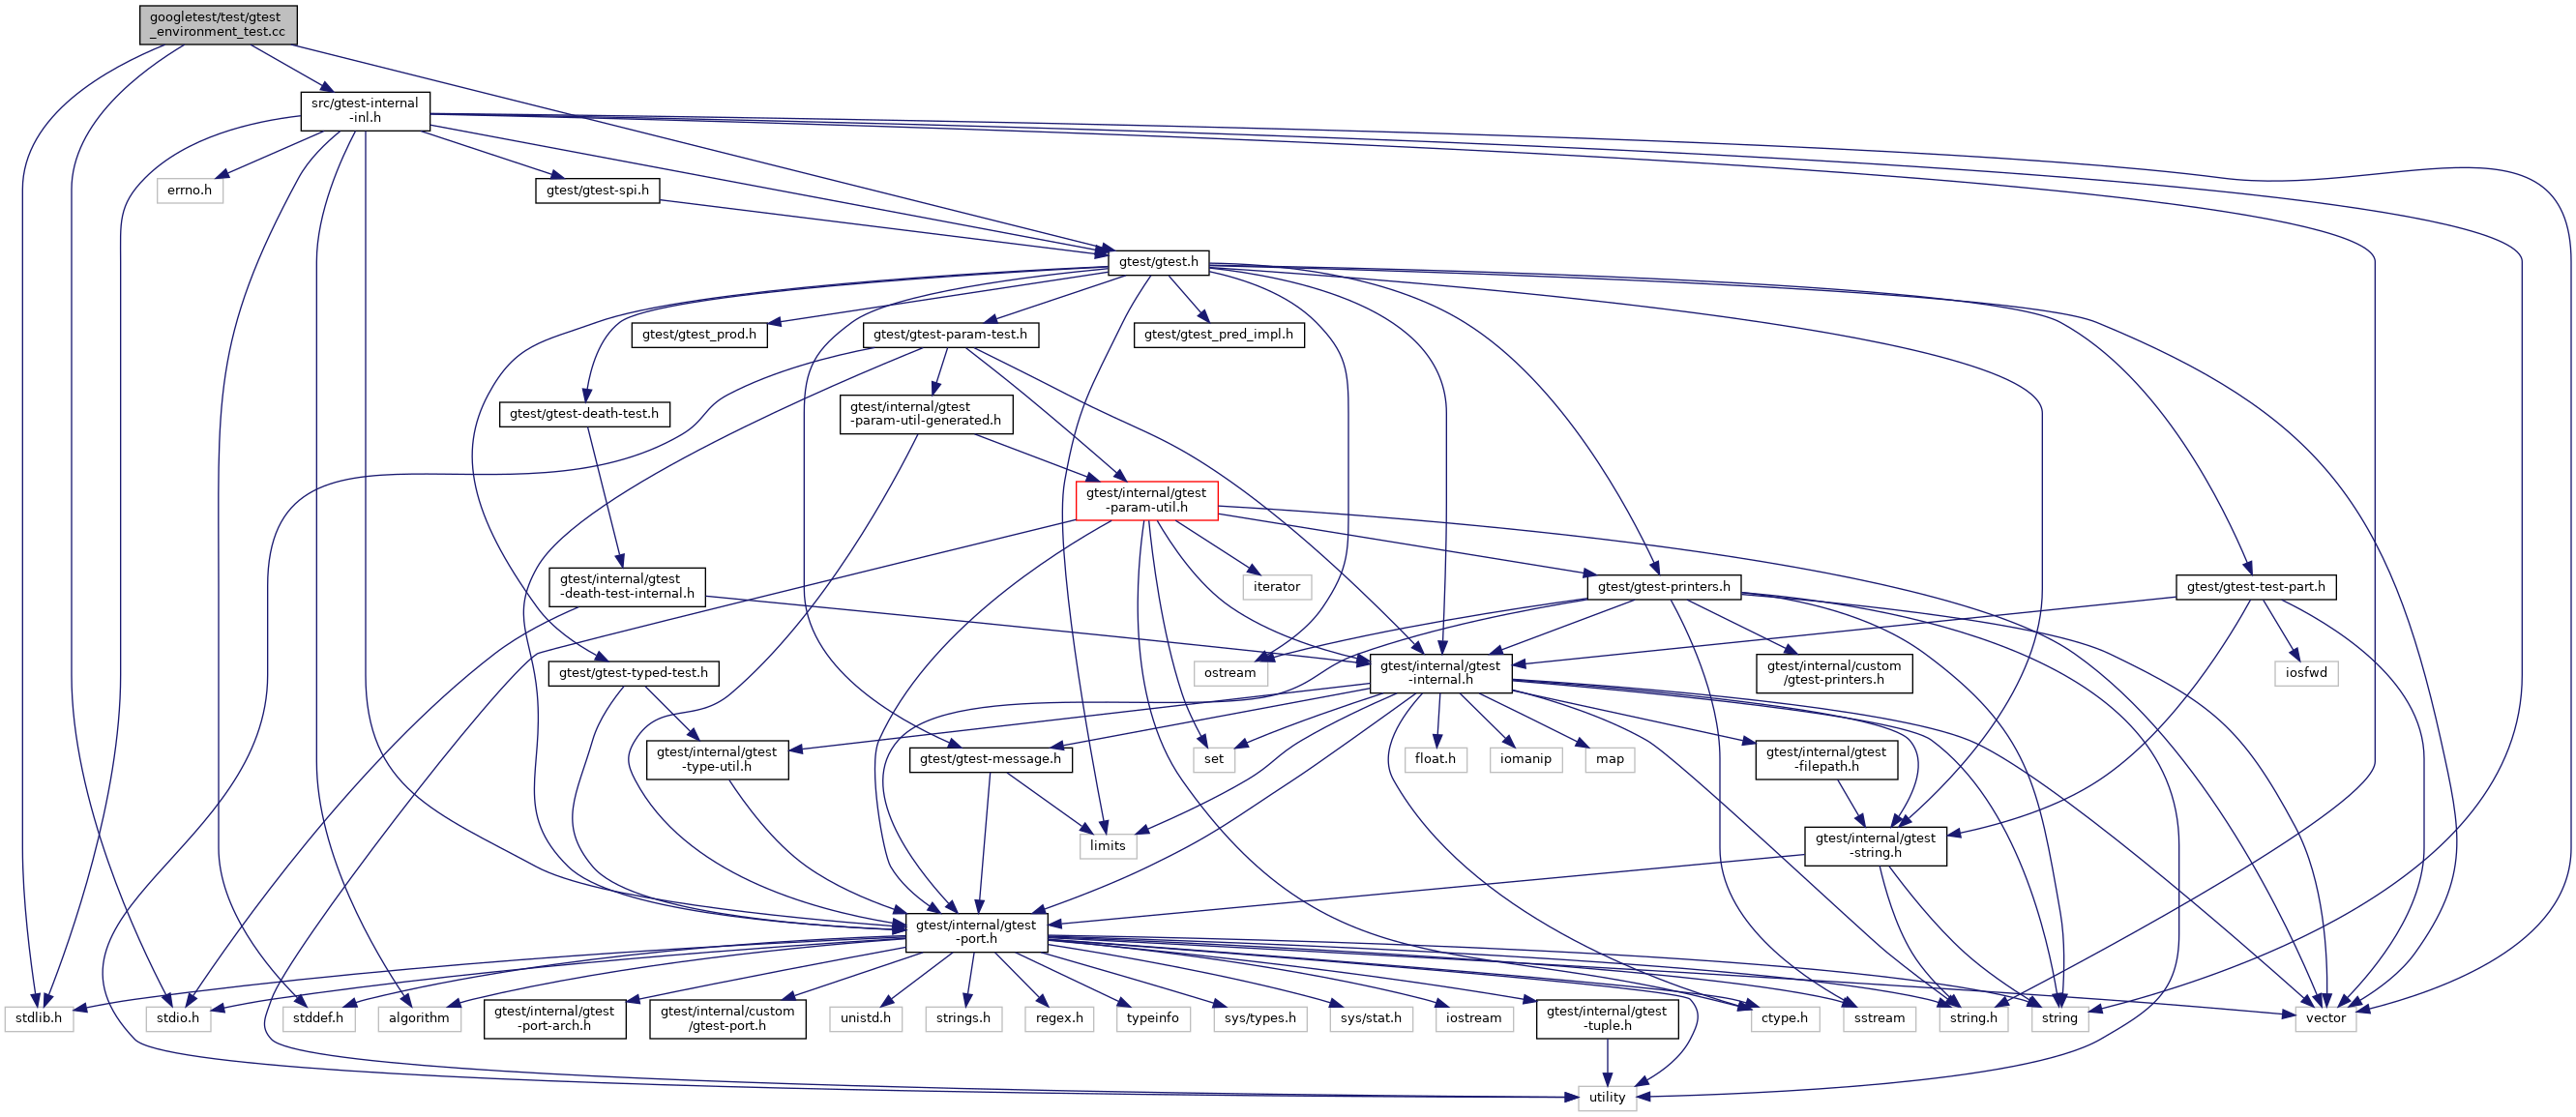 googletest/test/gtest
_environment_test.cc
src/gtest-internal
-inl.h
errno.h
gtest/gtest-spi.h
gtest/gtest.h
gtest/gtest_prod.h
gtest/gtest-param-test.h
gtest/gtest_pred_impl.h
gtest/gtest-death-test.h
gtest/internal/gtest
-param-util-generated.h
gtest/internal/gtest
-param-util.h
gtest/internal/gtest
-death-test-internal.h
iterator
gtest/gtest-printers.h
gtest/gtest-test-part.h
gtest/gtest-typed-test.h
ostream
gtest/internal/gtest
-internal.h
gtest/internal/custom
/gtest-printers.h
iosfwd
gtest/internal/gtest
-type-util.h
gtest/gtest-message.h
set
float.h
iomanip
map
gtest/internal/gtest
-filepath.h
limits
gtest/internal/gtest
-string.h
gtest/internal/gtest
-port.h
stdlib.h
stdio.h
stddef.h
algorithm
gtest/internal/gtest
-port-arch.h
gtest/internal/custom
/gtest-port.h
unistd.h
strings.h
regex.h
typeinfo
sys/types.h
sys/stat.h
iostream
gtest/internal/gtest
-tuple.h
ctype.h
sstream
string.h
string
vector
utility